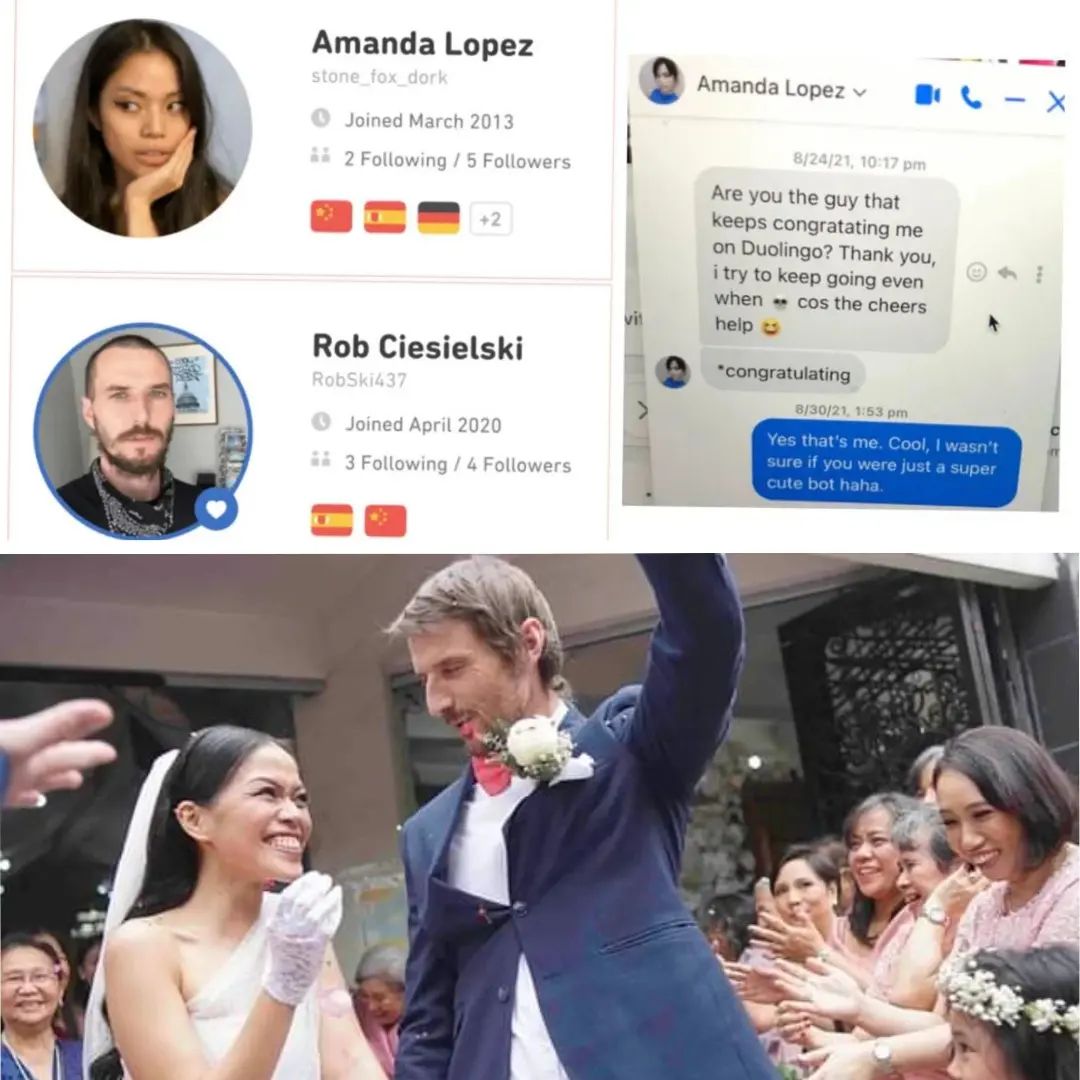 Amanda Lopez
stone_fox_dork
Joined March 2013
2 Following / 5 Followers
+2
Rob Ciesielski
RobSki437
Joined April 2020
3 Following / 4 Followers
Amanda Lopez
8/24/21, 10:17 pm
Are you the guy that
keeps congratating me
on Duolingo? Thank you,
i try to keep going even
when 💀 cos the cheers
help 😆
*congratulating
8/30/21, 1:53 pm
Yes that's me. Cool, I wasn't
sure if you were just a super
cute bot haha.